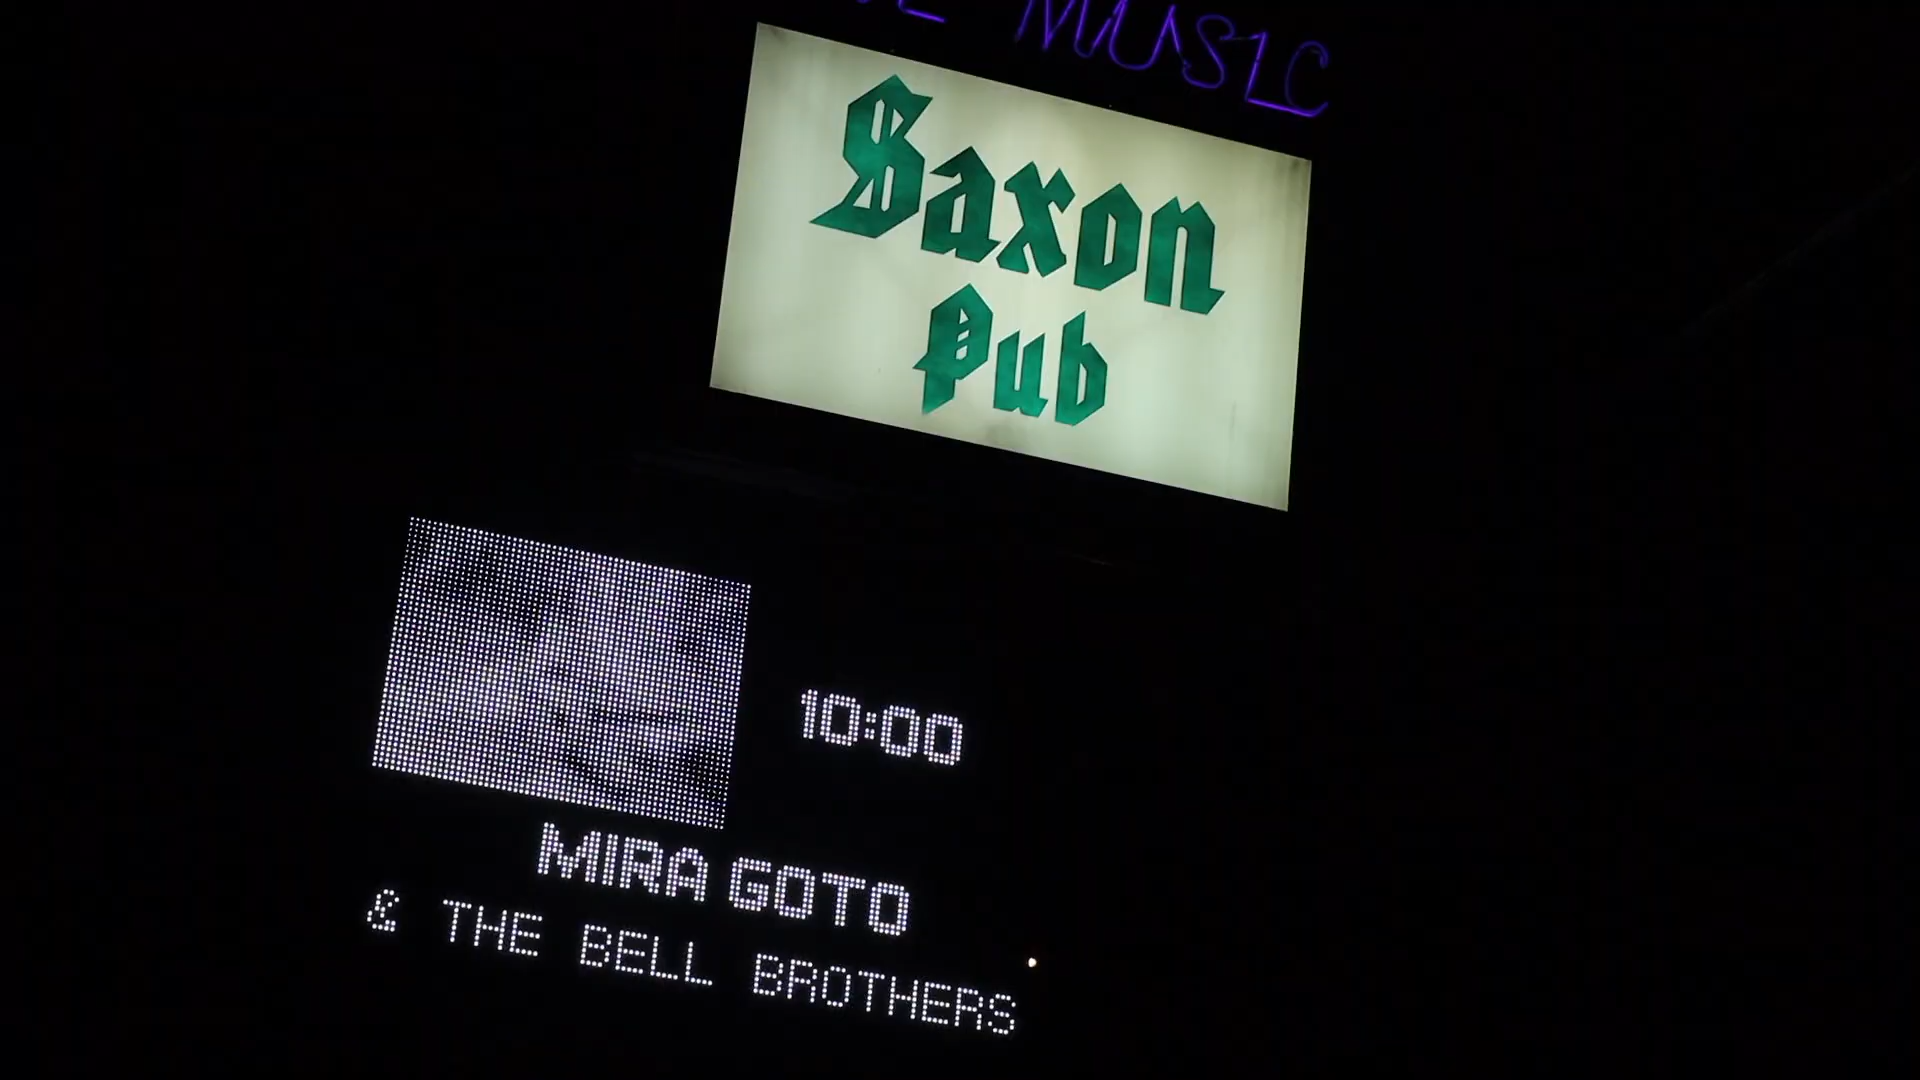 MUSIC
Saxon
Pub
10:00
MIRA GOTO
& THE BELL BROTHERS